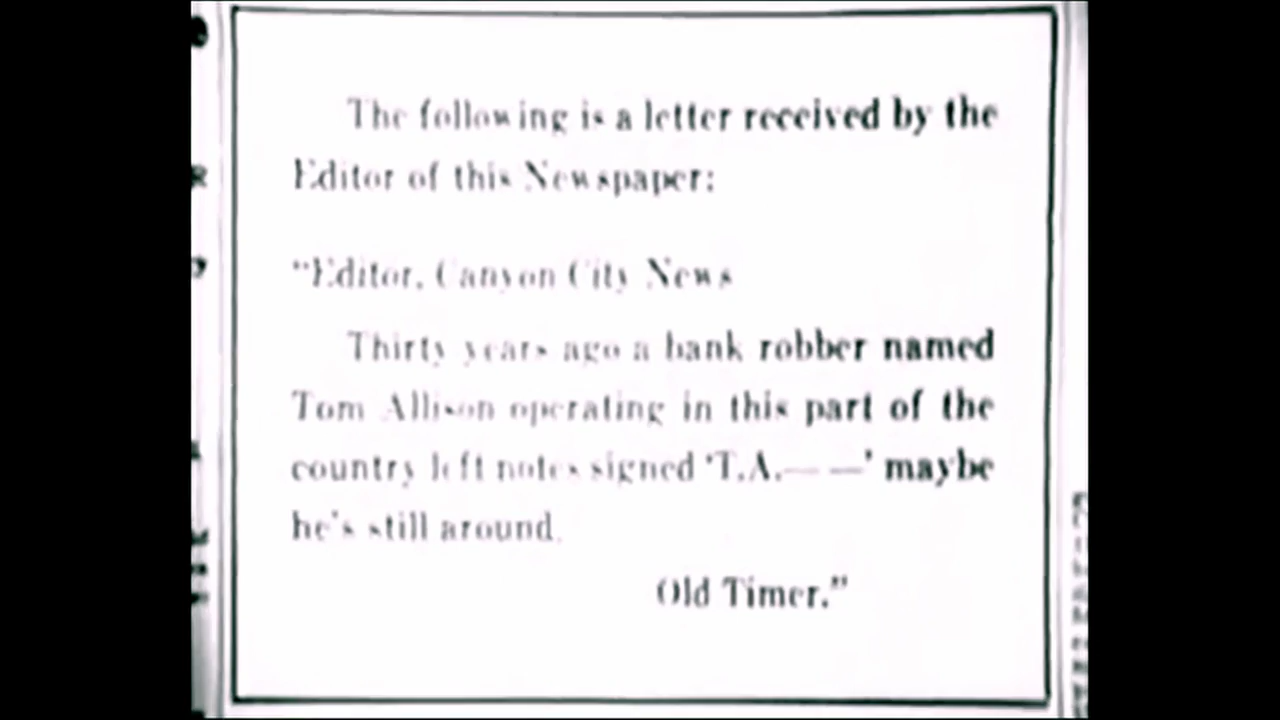 The following is a letter received by the
Editor of this Newspaper:
"Editor, Canyon City News
Thirty years ago a bank robber named
Tom Allison operating in this part of the
country left notes signed 'T.A.— —' maybe
he's still around.
Old Timer."